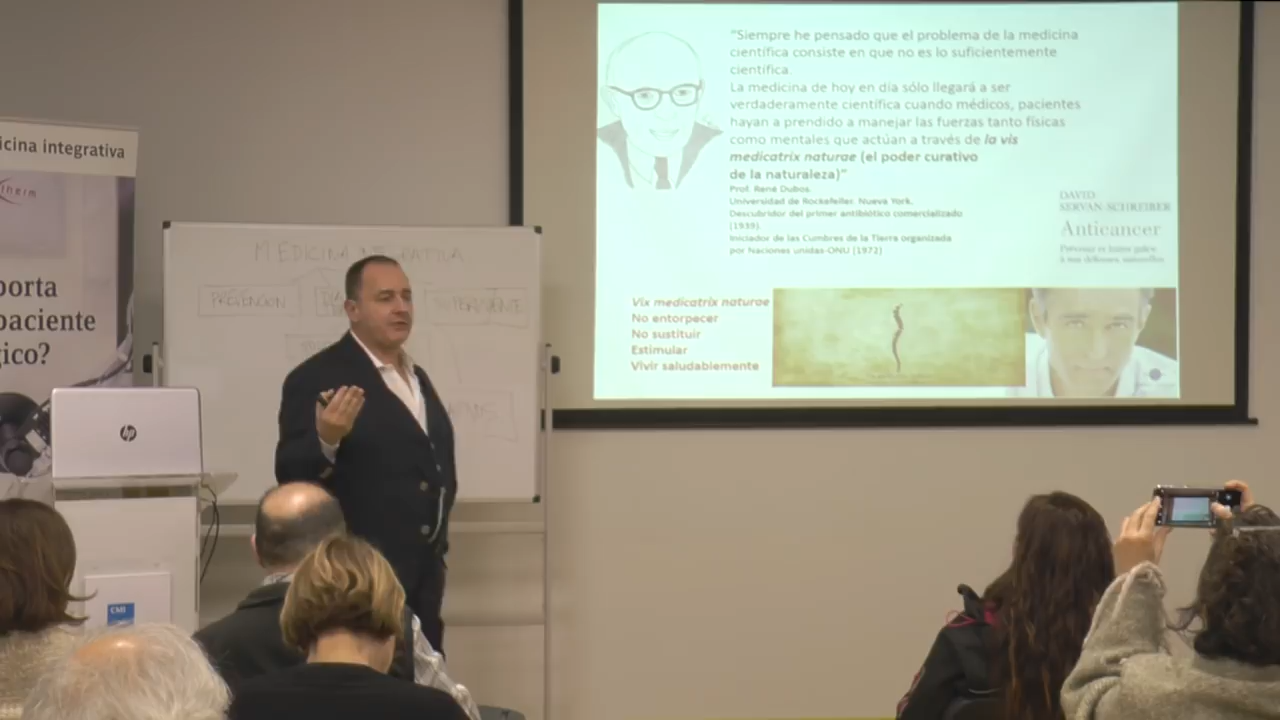 "Siempre he pensado que el problema de la medicina
científica consiste en que no es lo suficientemente
científica.
La medicina de hoy en día sólo llegará a ser
verdaderamente científica cuando médicos, pacientes
hayan a prendido a manejar las fuerzas tanto físicas
como mentales que actúan a través de la vis
medicatrix naturae (el poder curativo
de la naturaleza)"
Prof. René Dubos.
Universidad de Rockefeller. Nueva York.
Descubridor del primer antibiótico comercializado
(1939).
Iniciador de las Cumbres de la Tierra organizada
por Naciones unidas-ONU (1972)
DAVID
SERVAN-SCHREIBER
Anticancer
Vix medicatrix naturae
No entorpecer
No sustituir
Estimular
Vivir saludablemente
icina integrativa
porta
paciente
gico?
MEDICINA
PREVENCION
hp
CMI